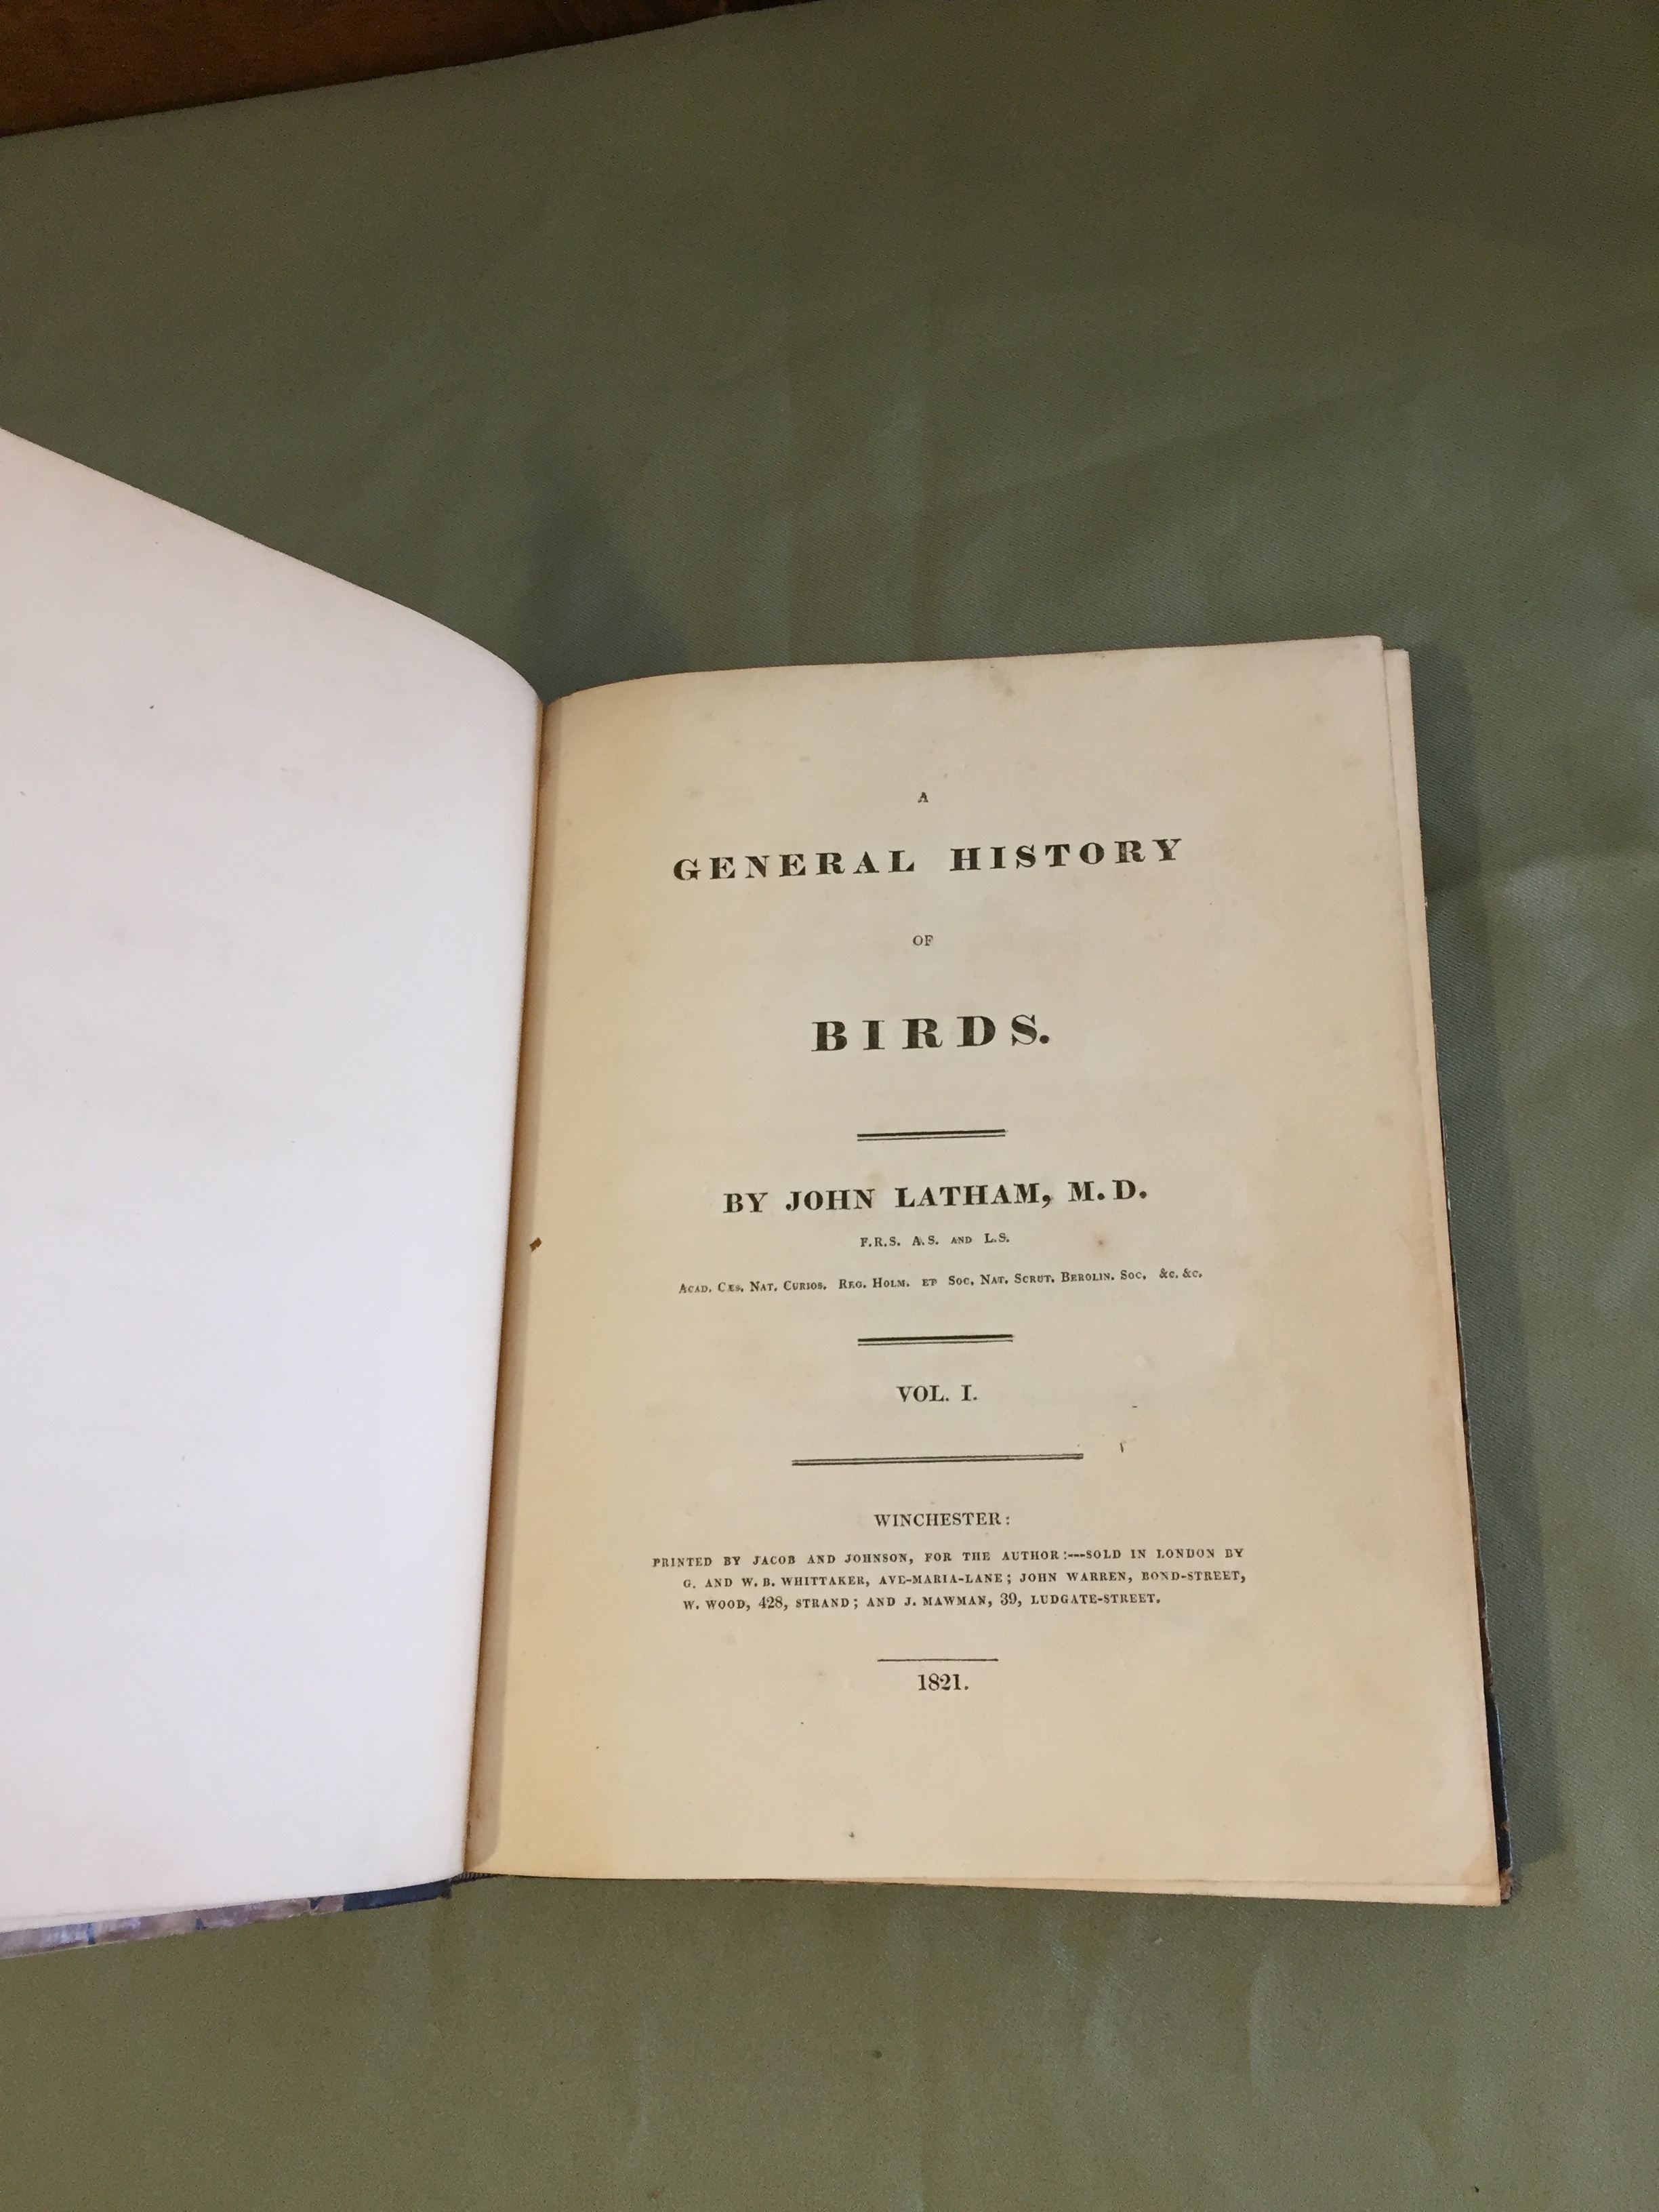 A
GENERAL HISTORY
OF
BIRDS.
BY JOHN LATHAM, M.D.
F.R.S. A.S. AND L.S.
ACAD. CÆS. NAT. CURIOS. REG. HOLM. ET SOC. NAT. SCRUT. BEROLIN. SOC. &c. &c.
VOL. I.
WINCHESTER:
PRINTED BY JACOB AND JOHNSON, FOR THE AUTHOR:---SOLD IN LONDON BY
G. AND W. B. WHITTAKER, AVE-MARIA-LANE; JOHN WARREN, BOND-STREET,
W. WOOD, 428, STRAND; AND J. MAWMAN, 39, LUDGATE-STREET.
1821.